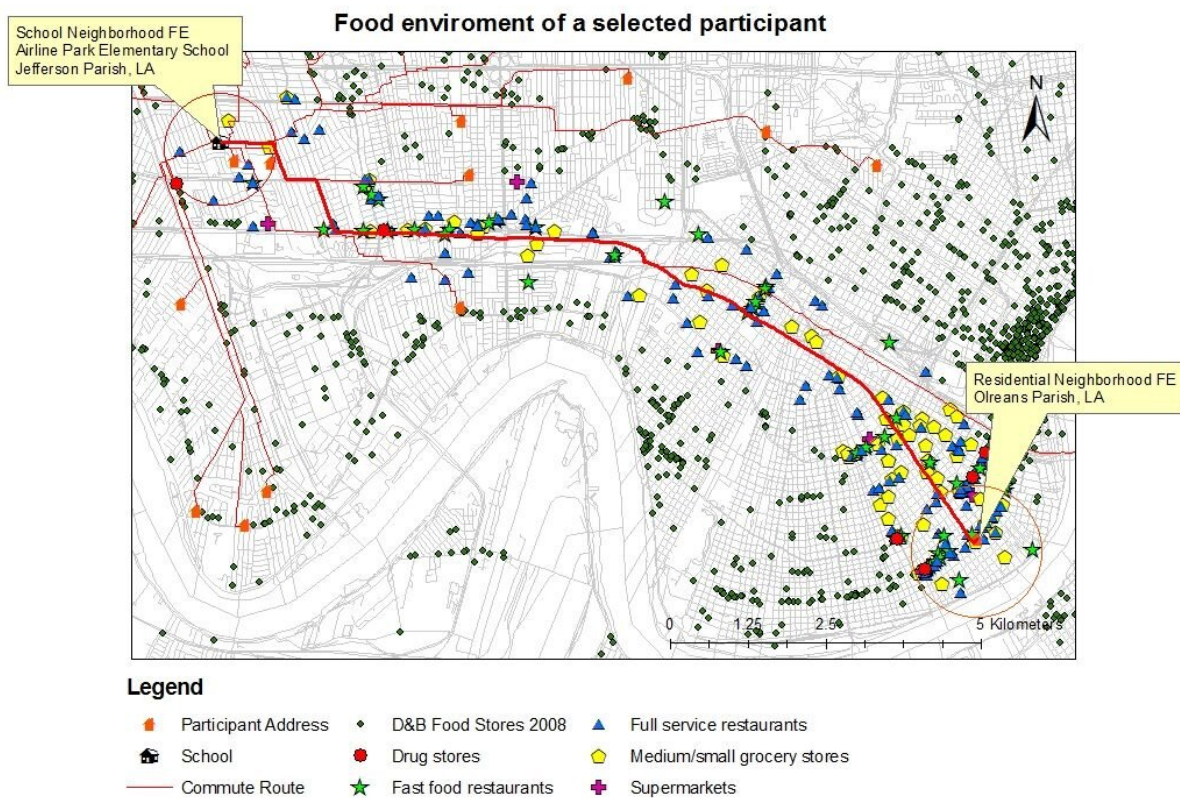 Food enviroment of a selected participant
School Neighborhood FE
Airline Park Elementary School
Jefferson Parish, LA
N
Residential Neighborhood FE
Olreans Parish, LA
0 1.25 2.5 5 Kilometers
Legend
Participant Address D&B Food Stores 2008 Full service restaurants
School Drug stores Medium/small grocery stores
Commute Route Fast food restaurants Supermarkets